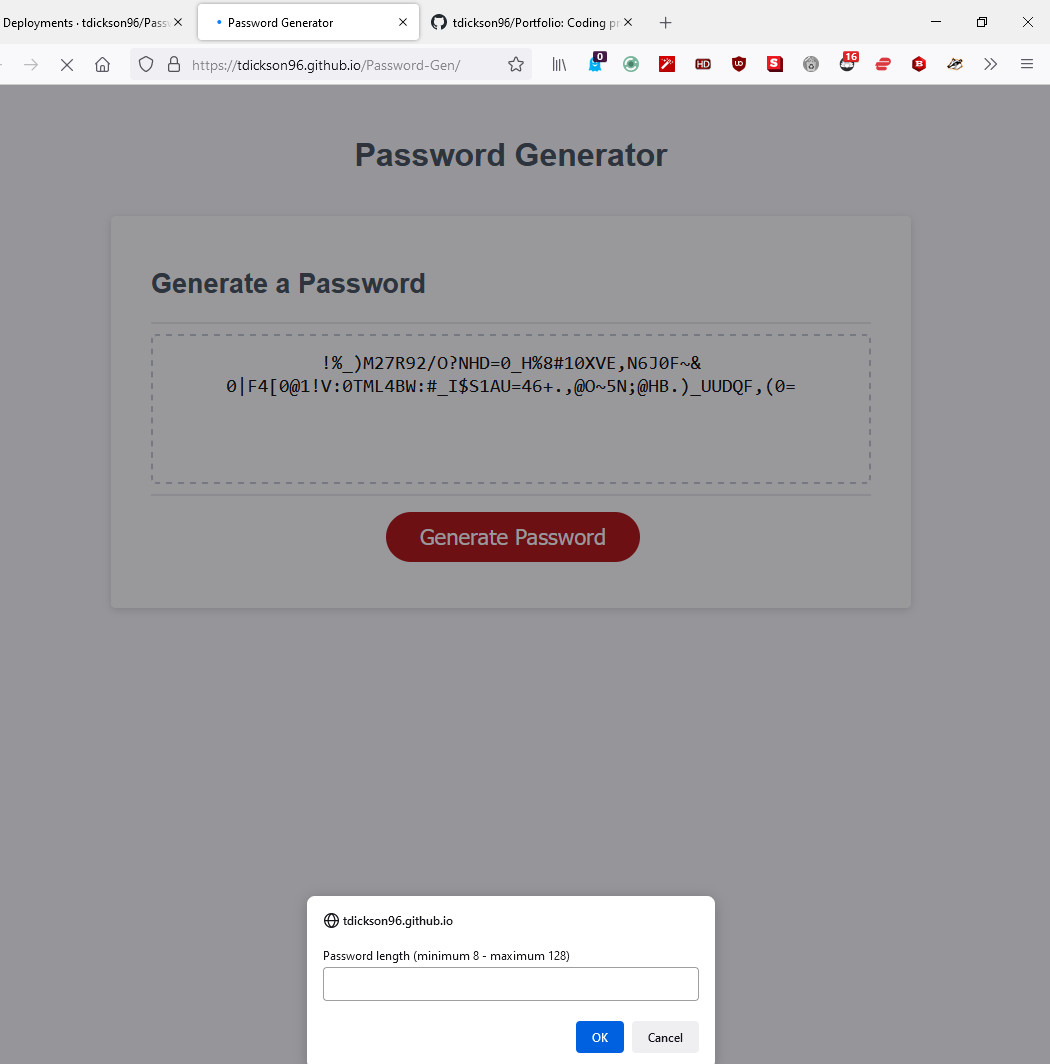 Deployments · tdickson96/Passw
Password Generator
tdickson96/Portfolio: Coding pr
https://tdickson96.github.io/Password-Gen/
0
HD
UD
S
16
B
Password Generator
Generate a Password
!%_)M27R92/O?NHD=0_H%8#10XVE,N6J0F~&
0|F4[0@1!V:0TML4BW:#_I$S1AU=46+.,@O~5N;@HB.)_UUDQF,(0=
Generate Password
tdickson96.github.io
Password length (minimum 8 - maximum 128)
OK
Cancel